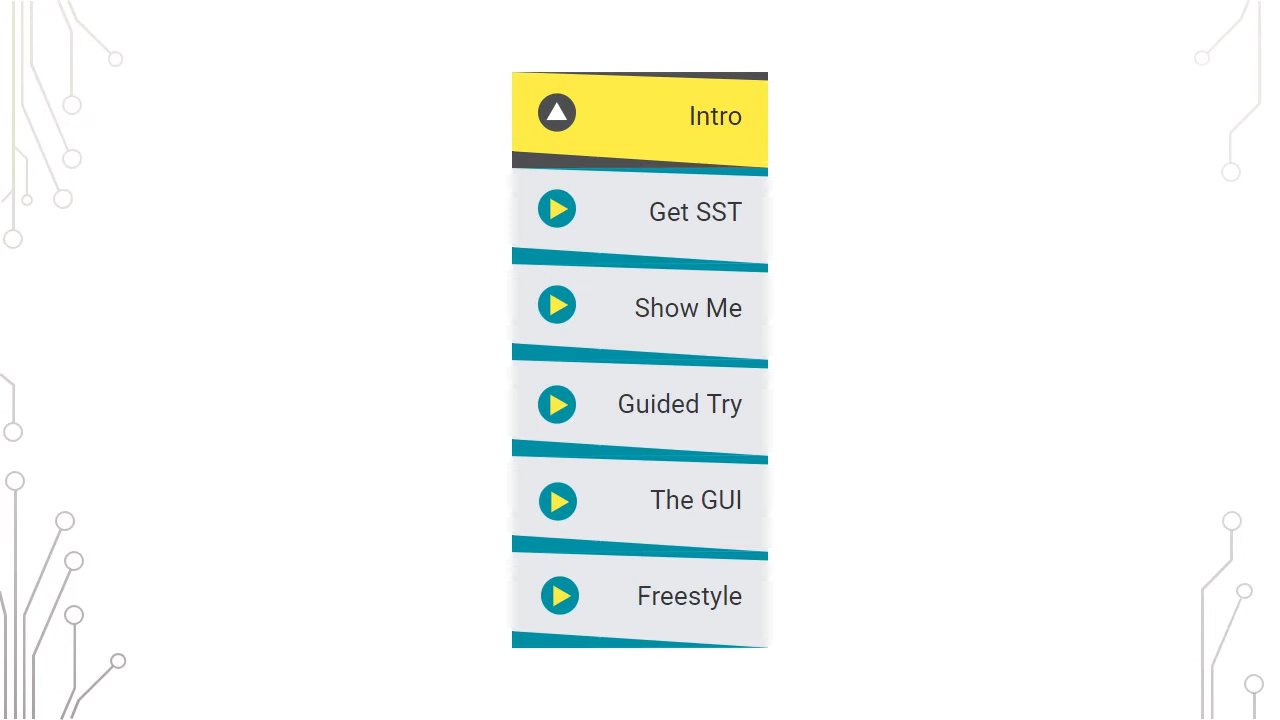 Intro
Get SST
Show Me
Guided Try
The GUI
Freestyle